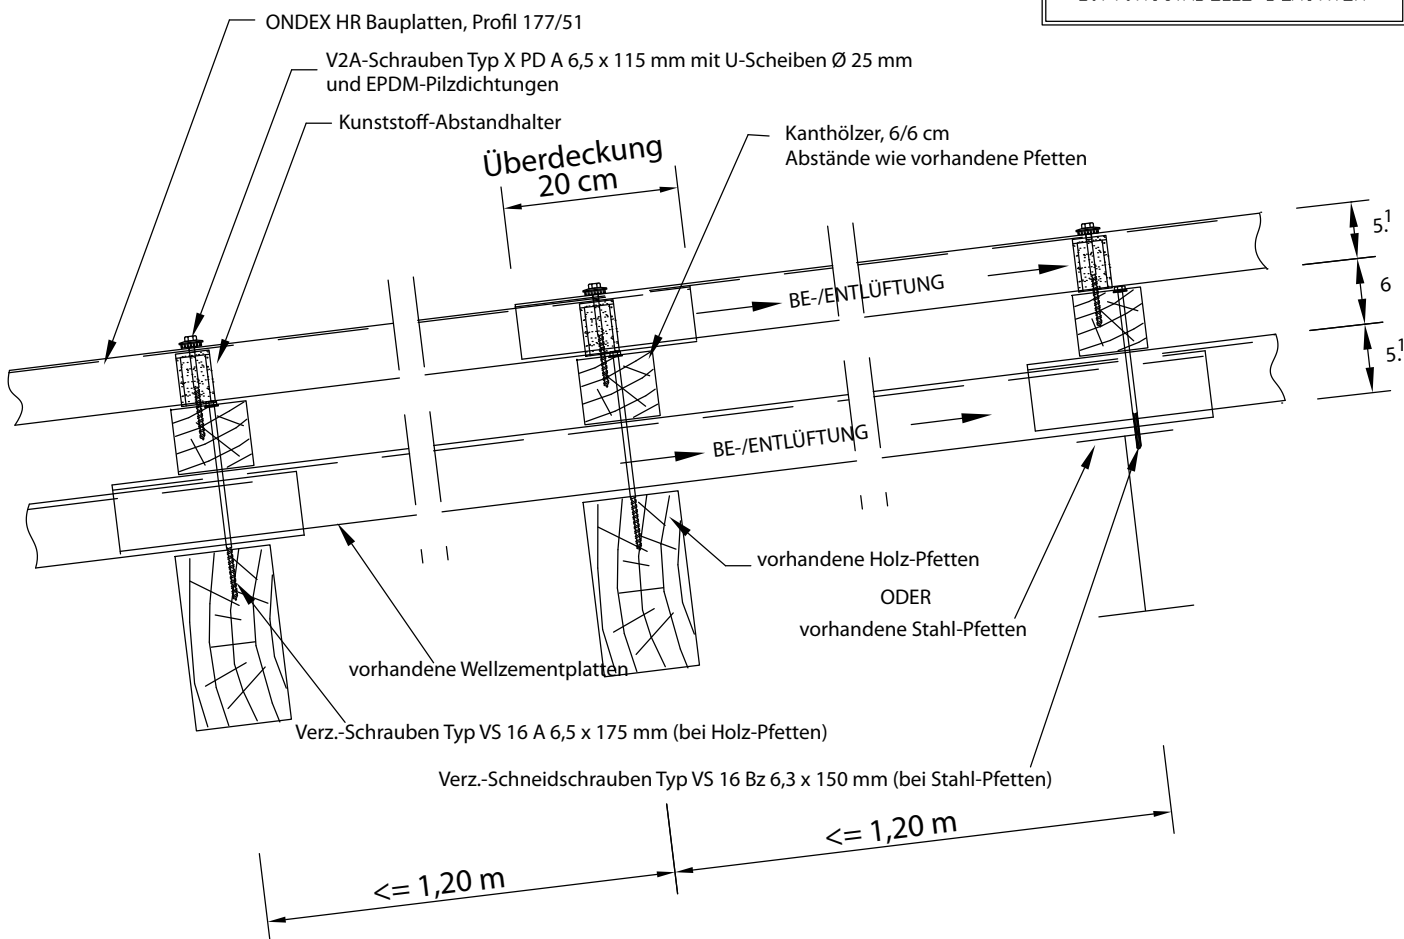 ONDEX HR Bauplatten, Profil 177/51
V2A-Schrauben Typ X PD A 6,5 x 115 mm mit U-Scheiben Ø 25 mm
und EPDM-Pilzdichtungen
Kunststoff-Abstandhalter
Überdeckung
20 cm
Kanthölzer, 6/6 cm
Abstände wie vorhandene Pfetten
5.1
6
5.1
BE-/ENTLÜFTUNG
BE-/ENTLÜFTUNG
vorhandene Holz-Pfetten
ODER
vorhandene Stahl-Pfetten
vorhandene Wellzementplatten
Verz.-Schrauben Typ VS 16 A 6,5 x 175 mm (bei Holz-Pfetten)
Verz.-Schneidschrauben Typ VS 16 Bz 6,3 x 150 mm (bei Stahl-Pfetten)
<= 1,20 m
<= 1,20 m